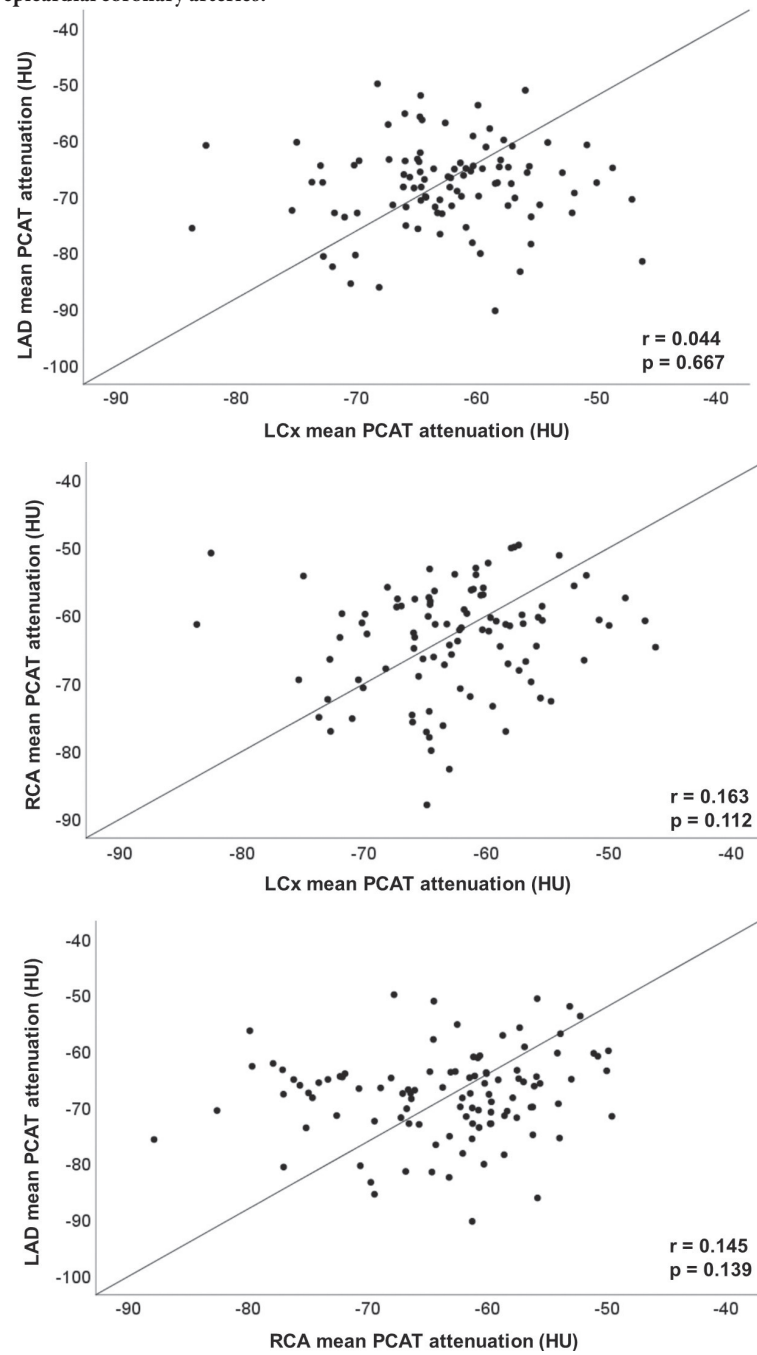 epicardial coronary arteries.
-40
-50
-60
-70
-80
-90
-100
LAD mean PCAT attenuation (HU)
r = 0.044
p = 0.667
-90 -80 -70 -60 -50 -40
LCx mean PCAT attenuation (HU)
-40
-50
-60
-70
-80
-90
RCA mean PCAT attenuation (HU)
r = 0.163
p = 0.112
-90 -80 -70 -60 -50 -40
LCx mean PCAT attenuation (HU)
-40
-50
-60
-70
-80
-90
-100
LAD mean PCAT attenuation (HU)
r = 0.145
p = 0.139
-90 -80 -70 -60 -50 -40
RCA mean PCAT attenuation (HU)